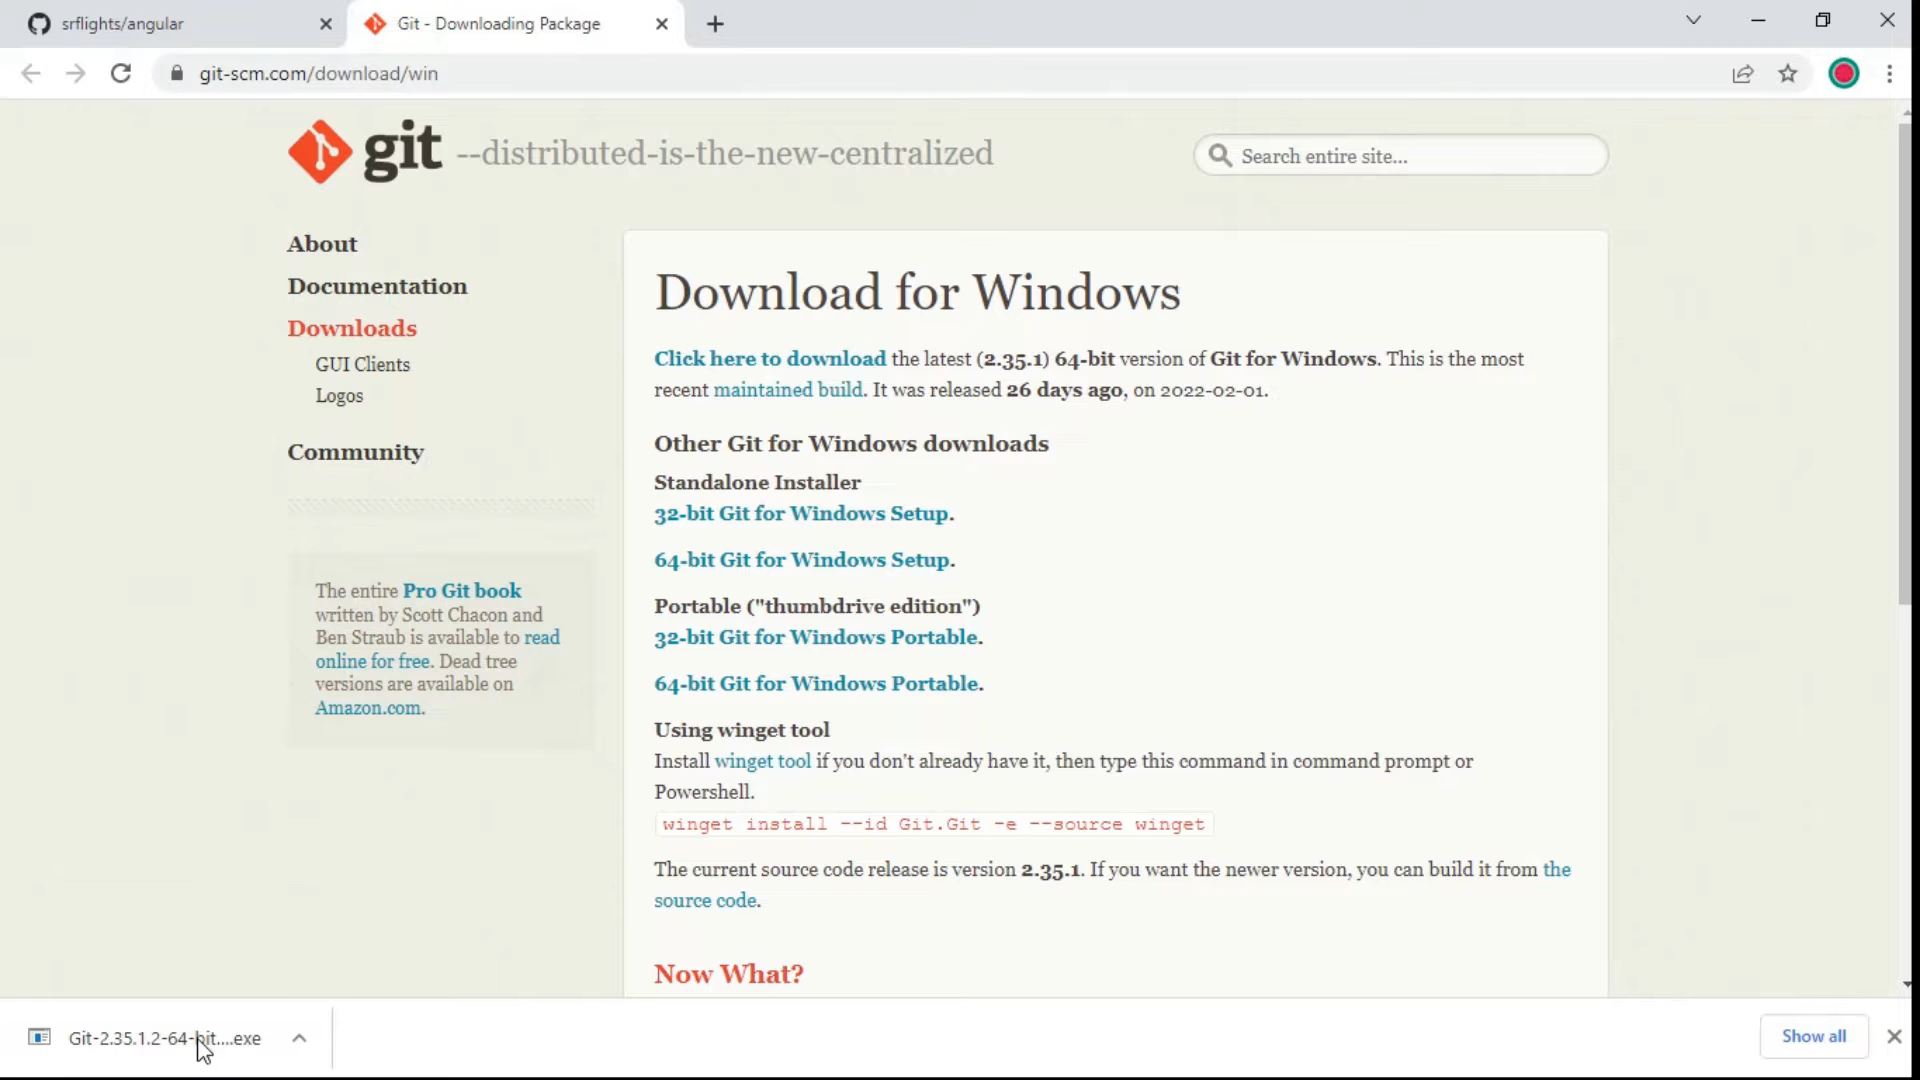 srflights/angular
Git - Downloading Package
git-scm.com/download/win
git --distributed-is-the-new-centralized
Search entire site...
About
Documentation
Downloads
GUI Clients
Logos
Community
The entire Pro Git book
written by Scott Chacon and
Ben Straub is available to read
online for free. Dead tree
versions are available on
Amazon.com.
Download for Windows
Click here to download the latest (2.35.1) 64-bit version of Git for Windows. This is the most
recent maintained build. It was released 26 days ago, on 2022-02-01.
Other Git for Windows downloads
Standalone Installer
32-bit Git for Windows Setup.
64-bit Git for Windows Setup.
Portable ("thumbdrive edition")
32-bit Git for Windows Portable.
64-bit Git for Windows Portable.
Using winget tool
Install winget tool if you don't already have it, then type this command in command prompt or
Powershell.
winget install --id Git.Git -e --source winget
The current source code release is version 2.35.1. If you want the newer version, you can build it from the
source code.
Now What?
Git-2.35.1.2-64-bit....exe
Show all